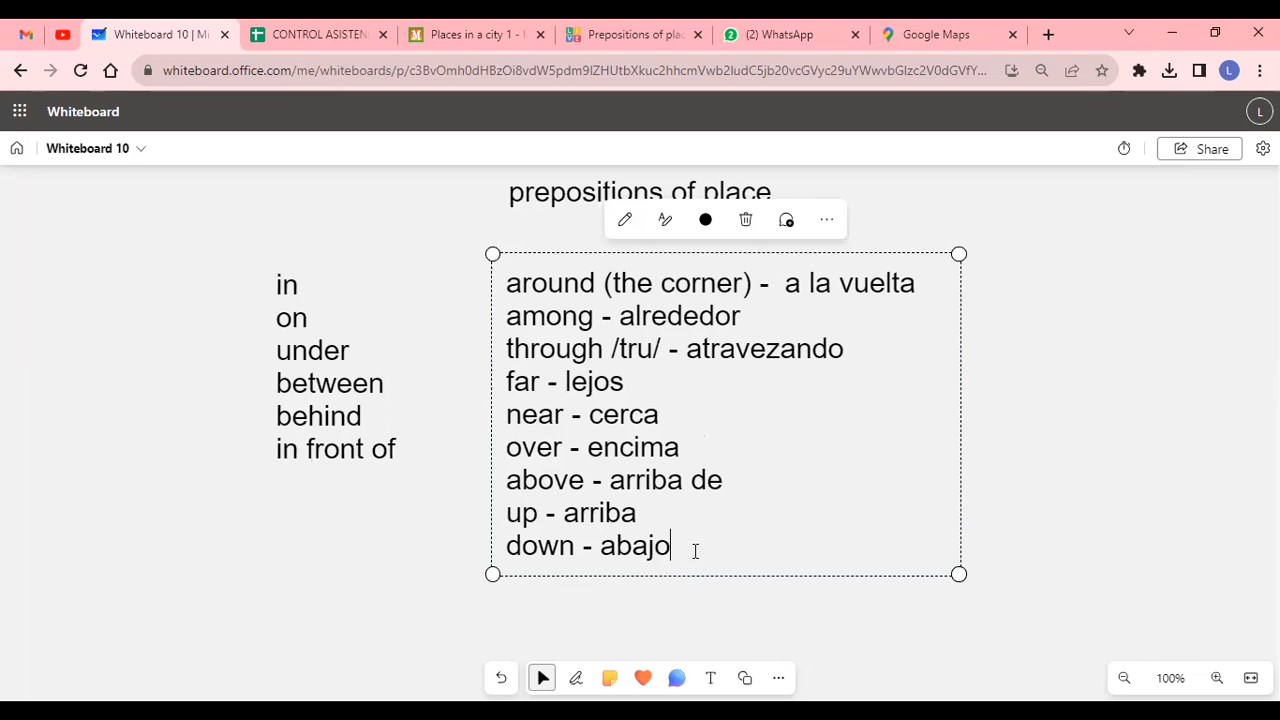 Whiteboard 10 | Mi
CONTROL ASISTEN
Places in a city 1 - l
Prepositions of plac
(2) WhatsApp
Google Maps
whiteboard.office.com/me/whiteboards/p/
L
Whiteboard
L
Whiteboard 10
Share
prepositions of place
in
on
under
between
behind
in front of
around (the corner) - a la vuelta
among - alrededor
through /tru/ - atravezando
far - lejos
near - cerca
over - encima
above - arriba de
up - arriba
down - abajo
T
100%